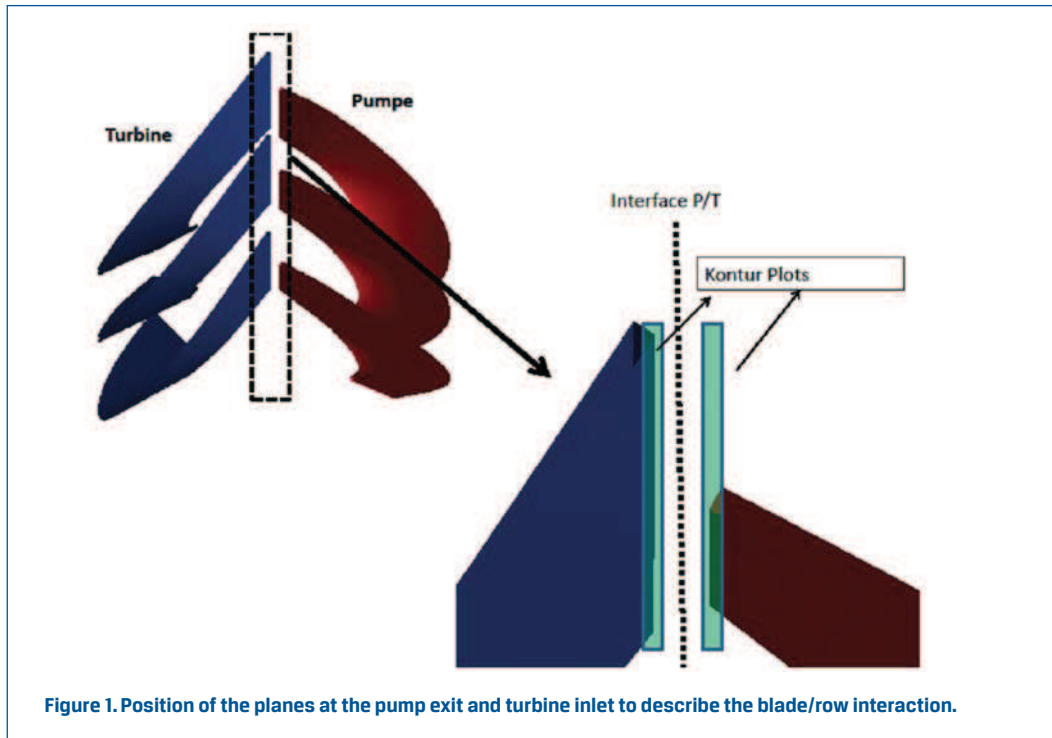 Turbine
Pumpe
Interface P/T
Kontur Plots
Figure 1. Position of the planes at the pump exit and turbine inlet to describe the blade/row interaction.